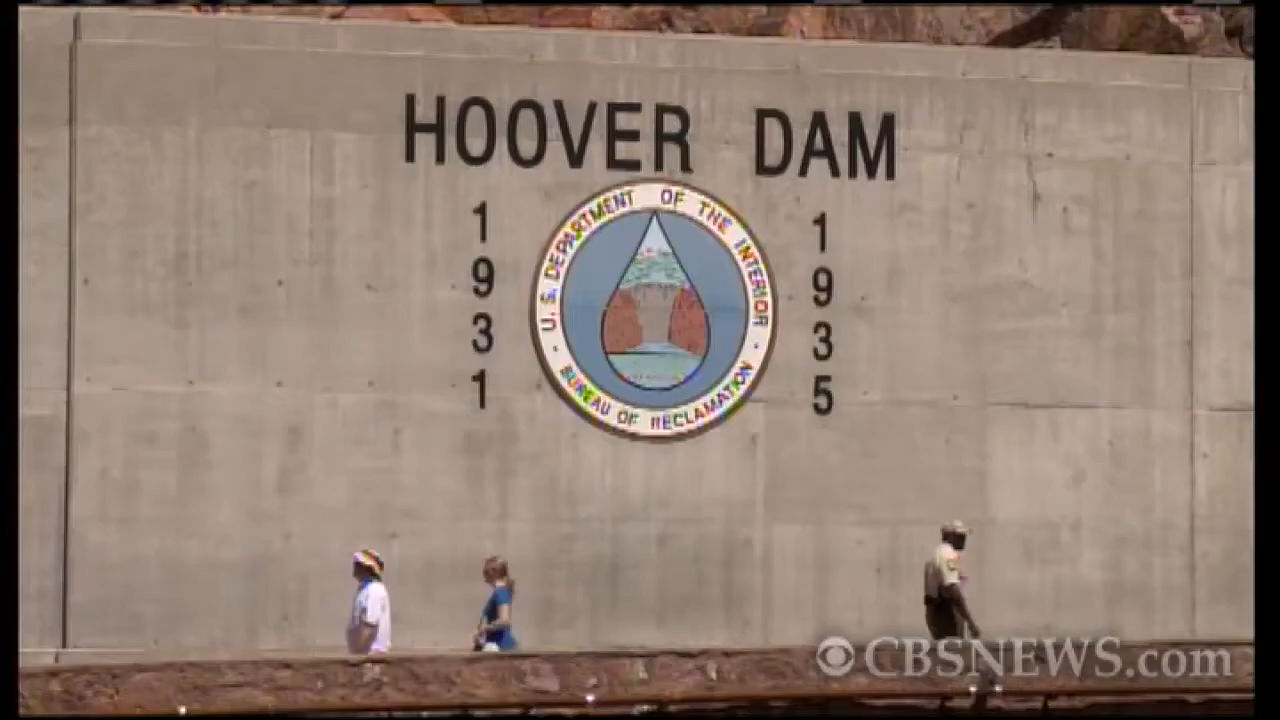 HOOVER DAM
1931
1935
U.S. DEPARTMENT OF THE INTERIOR
BUREAU OF RECLAMATION
CBSNEWS.com